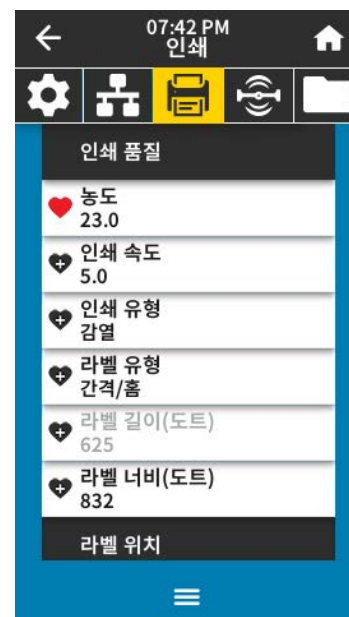 07:42 PM
인쇄
인쇄 품질
농도
23.0
인쇄 속도
5.0
인쇄 유형
감열
라벨 유형
간격/홈
라벨 길이(도트)
625
라벨 너비(도트)
832
라벨 위치